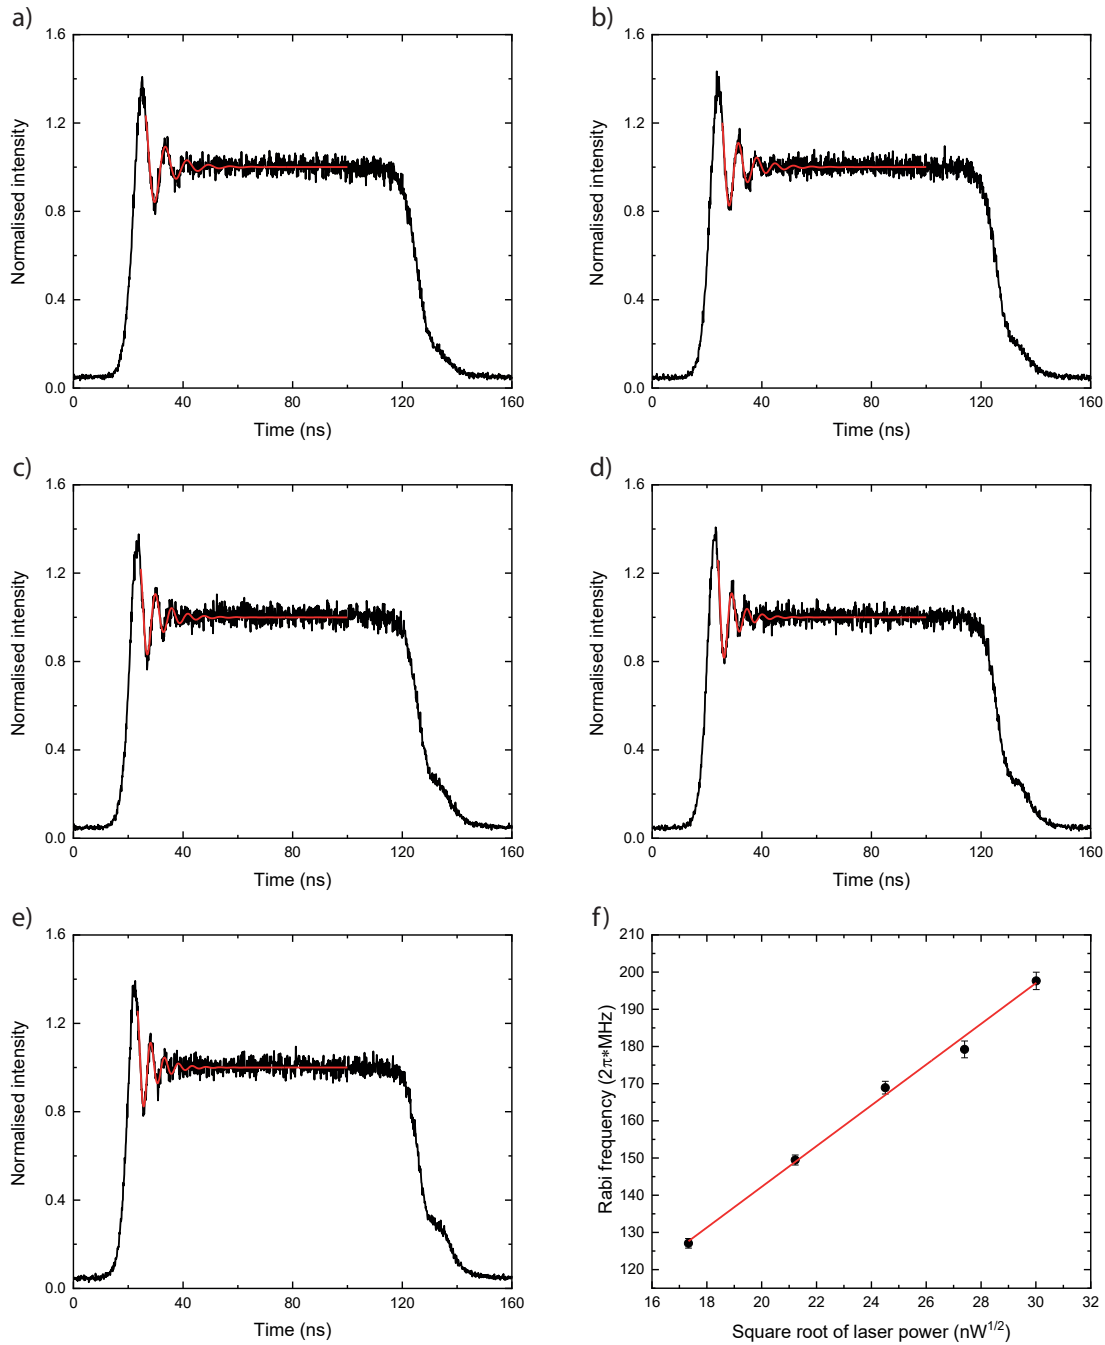 a)
1.6
1.2
0.8
0.4
0.0
Normalised intensity
0 40 80 120 160
Time (ns)
b)
1.6
1.2
0.8
0.4
0.0
Normalised intensity
0 40 80 120 160
Time (ns)
c)
1.6
1.2
0.8
0.4
0.0
Normalised intensity
0 40 80 120 160
Time (ns)
d)
1.6
1.2
0.8
0.4
0.0
Normalised intensity
0 40 80 120 160
Time (ns)
e)
1.6
1.2
0.8
0.4
0.0
Normalised intensity
0 40 80 120 160
Time (ns)
f)
210
200
190
180
170
160
150
140
130
120
Rabi frequency (2π*MHz)
16 18 20 22 24 26 28 30 32
Square root of laser power (nW^1/2)